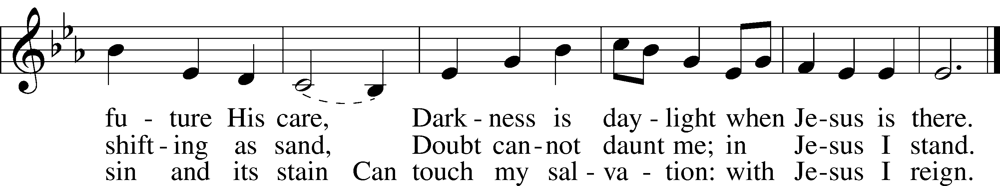 fu - ture His care, Dark - ness is day - light when Je - sus is there.
shift - ing as sand, Doubt can - not daunt me; in Je - sus I stand.
sin and its stain Can touch my sal - va - tion: with Je - sus I reign.